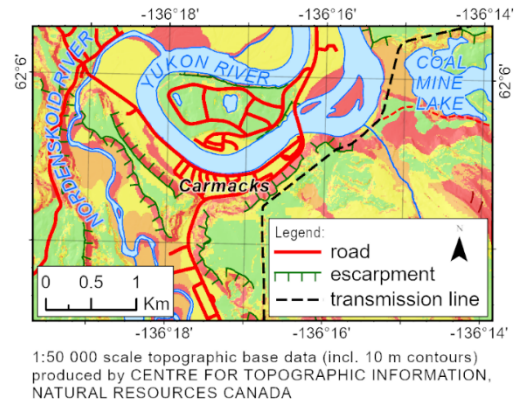 -136°18' -136°16' -136°14'
62°6' 62°6'
YUKON RIVER
COAL
MINE
LAKE
NORDENSKOID RIVER
Carmacks
Legend:
road
escarpment
transmission line
N
0 0.5 1
Km
-136°18' -136°16' -136°14'
1:50 000 scale topographic base data (incl. 10 m contours)
produced by CENTRE FOR TOPOGRAPHIC INFORMATION,
NATURAL RESOURCES CANADA